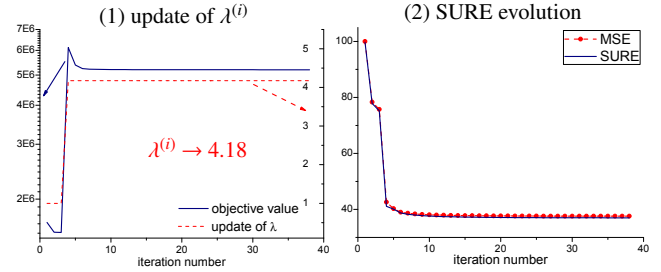 (1) update of λ^(i)
7E6
6E6
5E6
4E6
3E6
2E6
5
4
3
2
1
λ^(i) → 4.18
objective value
update of λ
0 10 20 30 40
iteration number
(2) SURE evolution
100
80
60
40
MSE
SURE
0 10 20 30 40
iteration number